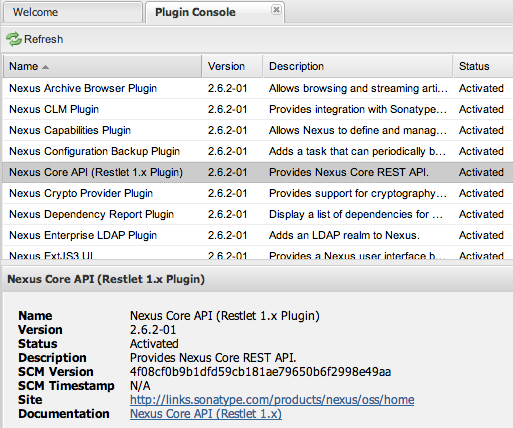 Welcome Plugin Console
Refresh
Name Version Description Status
Nexus Archive Browser Plugin 2.6.2-01 Allows browsing and streaming arti... Activated
Nexus CLM Plugin 2.6.2-01 Provides integration with Sonatype... Activated
Nexus Capabilities Plugin 2.6.2-01 Allows Nexus to define and manag... Activated
Nexus Configuration Backup Plugin 2.6.2-01 Adds a task that can periodically b... Activated
Nexus Core API (Restlet 1.x Plugin) 2.6.2-01 Provides Nexus Core REST API. Activated
Nexus Crypto Provider Plugin 2.6.2-01 Provides support for cryptography... Activated
Nexus Dependency Report Plugin 2.6.2-01 Display a list of dependencies for ... Activated
Nexus Enterprise LDAP Plugin 2.6.2-01 Adds an LDAP realm to Nexus. Activated
Nexus ExtJS3 UI 2.6.2-01 Provides a Nexus user interface b... Activated
Nexus Core API (Restlet 1.x Plugin)
Name Nexus Core API (Restlet 1.x Plugin)
Version 2.6.2-01
Status Activated
Description Provides Nexus Core REST API.
SCM Version 4f08cf0b9b1dfd59cb181ae79650b6f2998e49aa
SCM Timestamp N/A
Site http://links.sonatype.com/products/nexus/oss/home
Documentation Nexus Core API (Restlet 1.x)